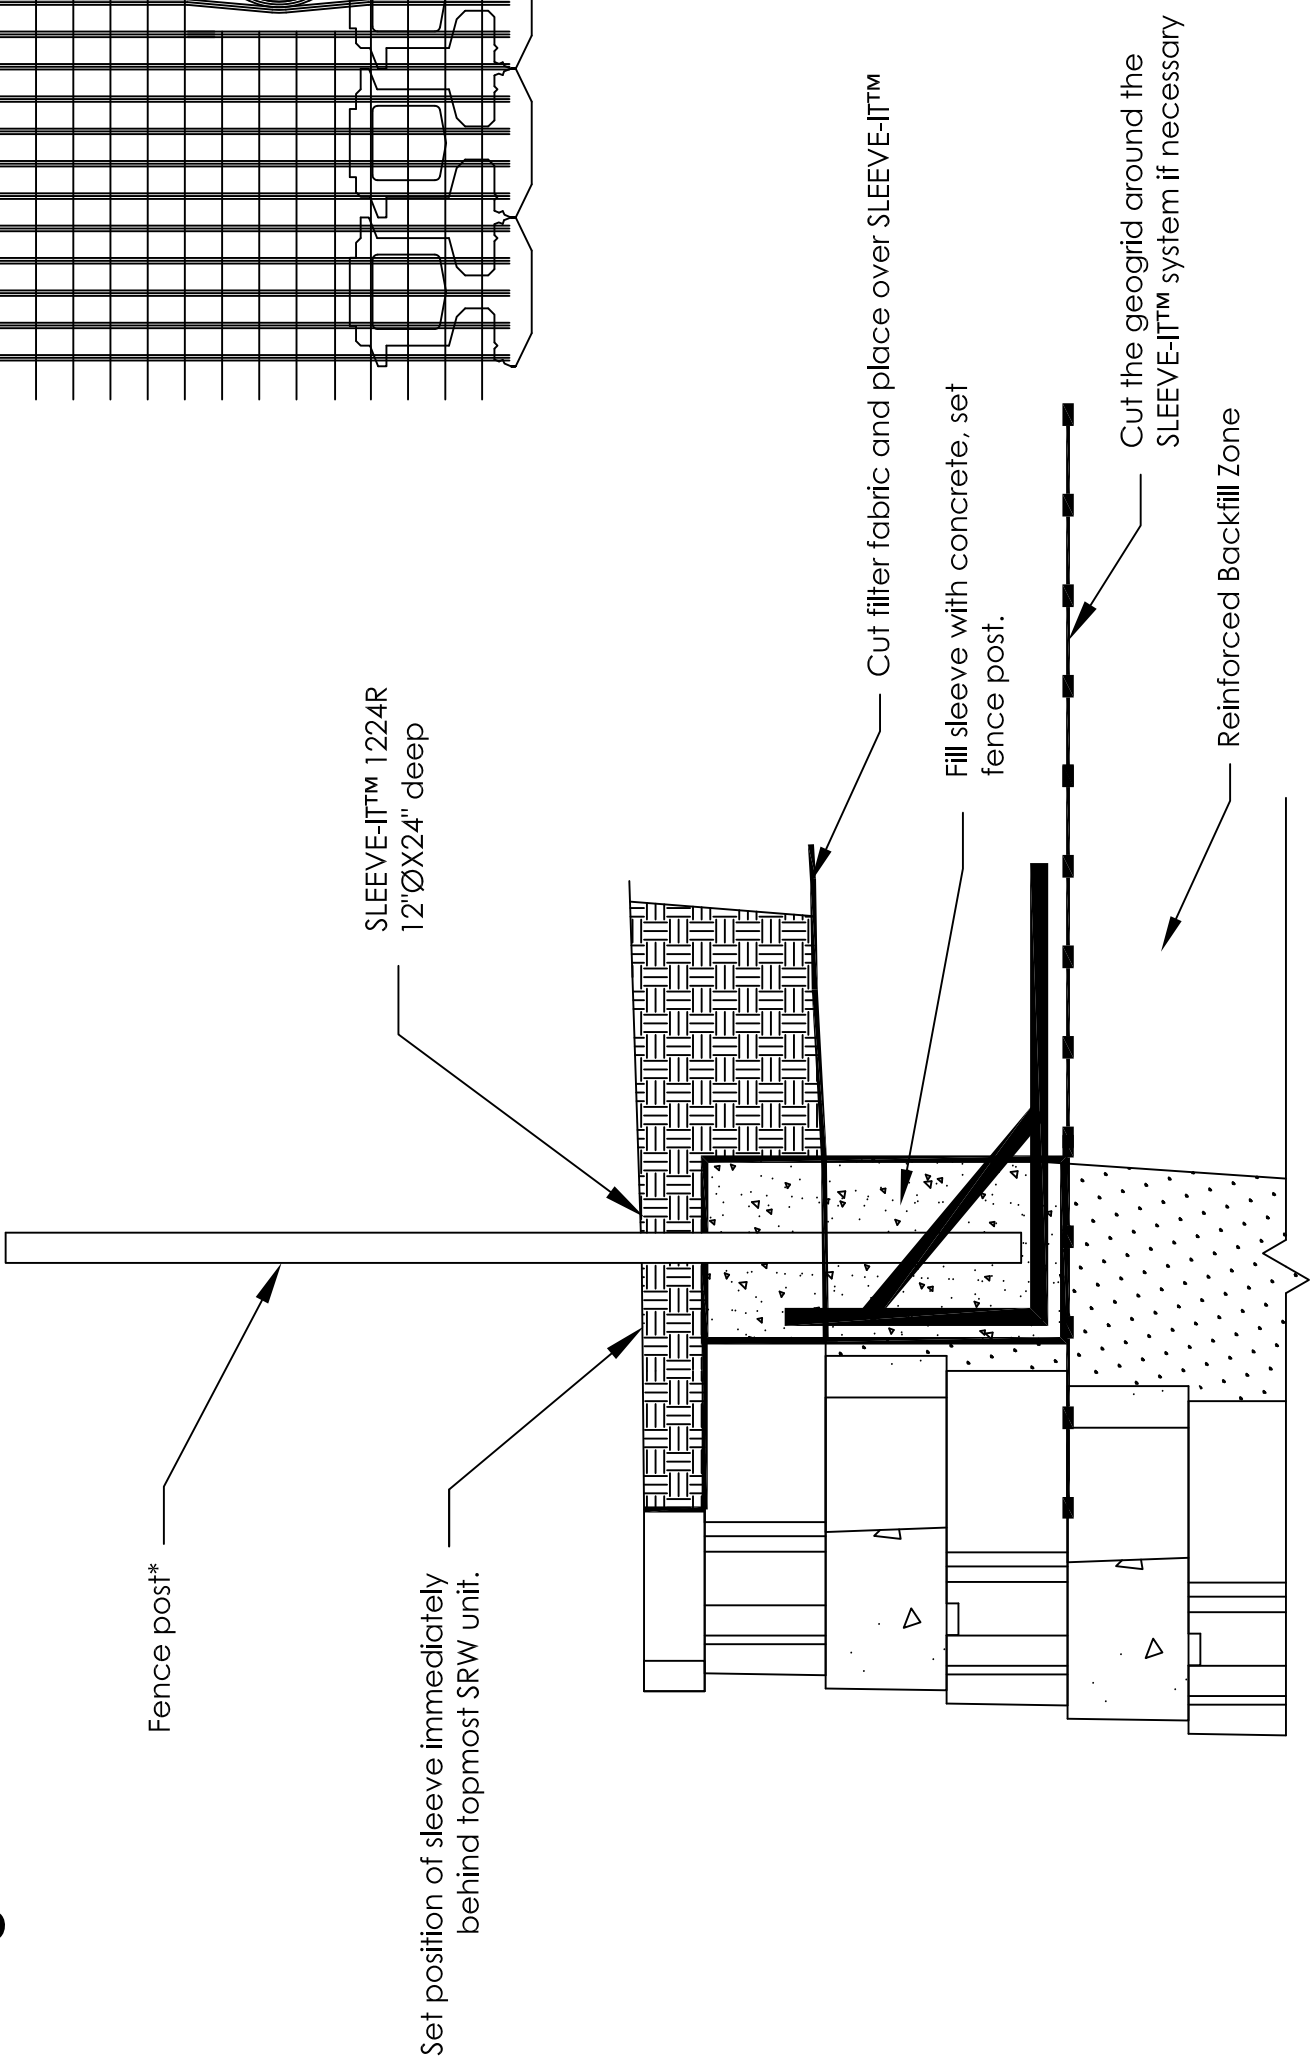 Fence post*
Set position of sleeve immediately
behind topmost SRW unit.
SLEEVE-IT™ 1224R
12"ØX24" deep
Cut filter fabric and place over SLEEVE-IT™
Fill sleeve with concrete, set
fence post.
Cut the geogrid around the
SLEEVE-IT™ system if necessary
Reinforced Backfill Zone